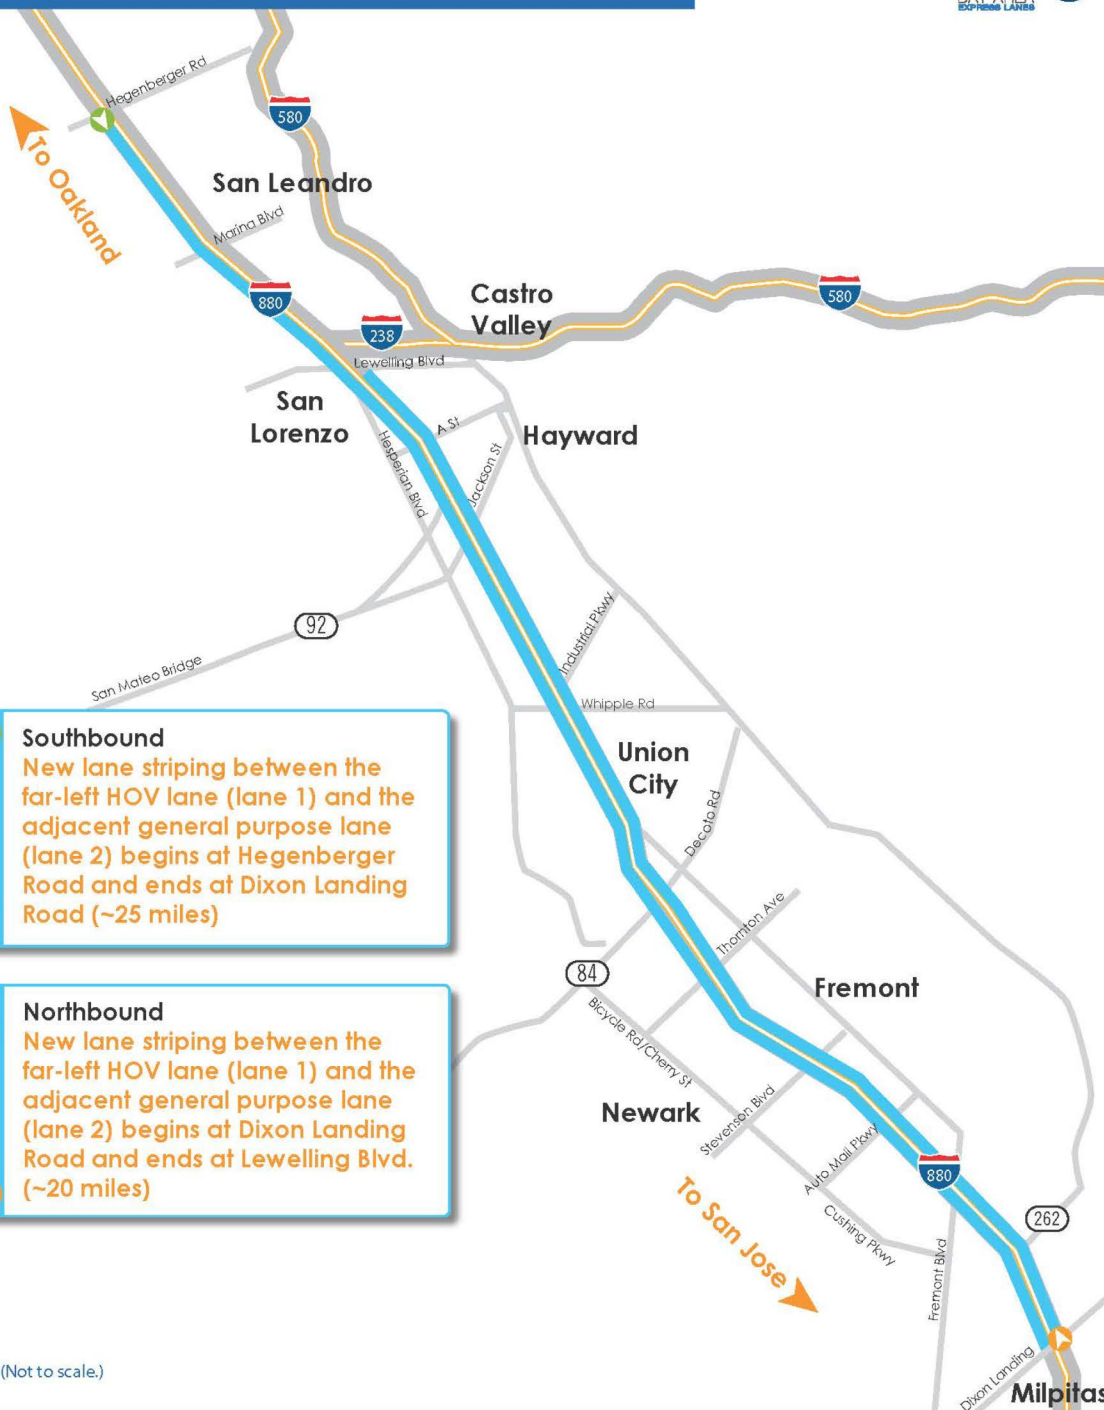 EXPRESS LANES
Hegenberger Rd
580
To Oakland
San Leandro
Marina Blvd
880
Castro
Valley
580
238
Lewelling Blvd
San
Lorenzo
A St
Hayward
Hesperian Blvd
Jackson St
92
San Mateo Bridge
Industrial Pkwy
Whipple Rd
Union
City
Decoto Rd
Southbound
New lane striping between the
far-left HOV lane (lane 1) and the
adjacent general purpose lane
(lane 2) begins at Hegenberger
Road and ends at Dixon Landing
Road (~25 miles)
Thornton Ave
84
Fremont
Bicycle Rd/Cherry St
Northbound
New lane striping between the
far-left HOV lane (lane 1) and the
adjacent general purpose lane
(lane 2) begins at Dixon Landing
Road and ends at Lewelling Blvd.
(~20 miles)
Newark
Stevenson Blvd
Auto Mall Pkwy
880
To San Jose
Cushing Pkwy
262
Fremont Blvd
(Not to scale.)
Dixon Landing
Milpitas